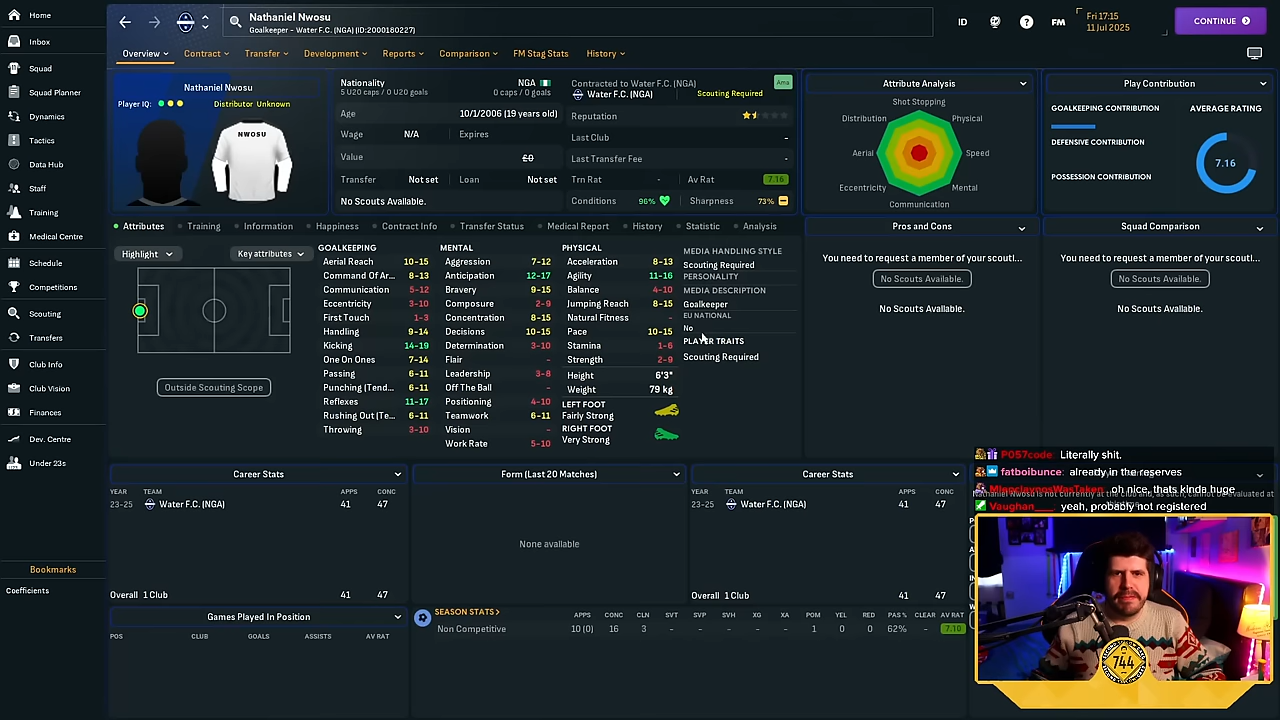 Home
Inbox
Squad
Squad Planner
Dynamics
Tactics
Data Hub
Staff
Training
Medical Centre
Schedule
Competitions
Scouting
Transfers
Club Info
Club Vision
Finances
Dev. Centre
Under 23s
Bookmarks
Coefficients
Nathaniel Nwosu
Goalkeeper - Water F.C. (NGA) (ID:2000180227)
ID
FM
Fri 17:15
11 Jul 2025
CONTINUE
Overview
Contract
Transfer
Development
Reports
Comparison
FM Stag Stats
History
Nathaniel Nwosu
Player IQ:
Distributor Unknown
NWOSU
Nationality
NGA
5 U20 caps / 0 U20 goals
0 caps / 0 goals
Age
10/1/2006 (19 years old)
Wage
N/A
Expires
Value
£0
Transfer
Not set
Loan
Not set
No Scouts Available.
Contracted to Water F.C. (NGA)
Ama
Water F.C. (NGA)
Scouting Required
Reputation
Last Club
-
Last Transfer Fee
-
Trn Rat
-
Av Rat
7.16
Conditions
96%
Sharpness
73%
Attribute Analysis
Shot Stopping
Distribution
Physical
Aerial
Speed
Eccentricity
Mental
Communication
Play Contribution
GOALKEEPING CONTRIBUTION
AVERAGE RATING
DEFENSIVE CONTRIBUTION
7.16
POSSESSION CONTRIBUTION
Attributes
Training
Information
Happiness
Contract Info
Transfer Status
Medical Report
History
Statistic
Analysis
Highlight
Key attributes
Outside Scouting Scope
GOALKEEPING
Aerial Reach 10-15
Command Of Ar... 8-13
Communication 5-12
Eccentricity 3-10
First Touch 1-3
Handling 9-14
Kicking 14-19
One On Ones 7-14
Passing 6-11
Punching (Tend... 6-11
Reflexes 11-17
Rushing Out (Te... 6-11
Throwing 3-10
MENTAL
Aggression 7-12
Anticipation 12-17
Bravery 9-15
Composure 2-9
Concentration 8-15
Decisions 10-15
Determination 3-10
Flair -
Leadership 3-8
Off The Ball -
Positioning 4-10
Teamwork 6-11
Vision -
Work Rate 5-10
PHYSICAL
Acceleration 8-13
Agility 11-16
Balance 4-10
Jumping Reach 8-15
Natural Fitness -
Pace 10-15
Stamina 1-6
Strength 2-9
Height 6'3"
Weight 79 kg
LEFT FOOT
Fairly Strong
RIGHT FOOT
Very Strong
MEDIA HANDLING STYLE
Scouting Required
PERSONALITY
MEDIA DESCRIPTION
Goalkeeper
EU NATIONAL
No
PLAYER TRAITS
Scouting Required
Pros and Cons
You need to request a member of your scouti...
No Scouts Available.
No Scouts Available.
Squad Comparison
You need to request a member of your scouti...
No Scouts Available.
No Scouts Available.
Career Stats
YEAR TEAM APPS CONC
23-25 Water F.C. (NGA) 41 47
Overall 1 Club 41 47
Form (Last 20 Matches)
None available
Career Stats
YEAR TEAM APPS CONC
23-25 Water F.C. (NGA) 41 47
Overall 1 Club 41 47
Games Played In Position
POS CLUB GOALS ASSISTS AV RAT
SEASON STATS > APPS CONC CLN SVT SVP SVH XG XA POM YEL RED PAS % CLEAR AV RAT
Non Competitive 10 (0) 16 3 - - - - - 1 0 0 62% - 7.10
P057code: Literally shit.
fatboibunce: already in the reserves
oh nice, thats kinda huge
Nathaniel Nwosu is not currently at the club and, as such, cannot be evaluated at
Vaughan___: yeah, probably not registered
744